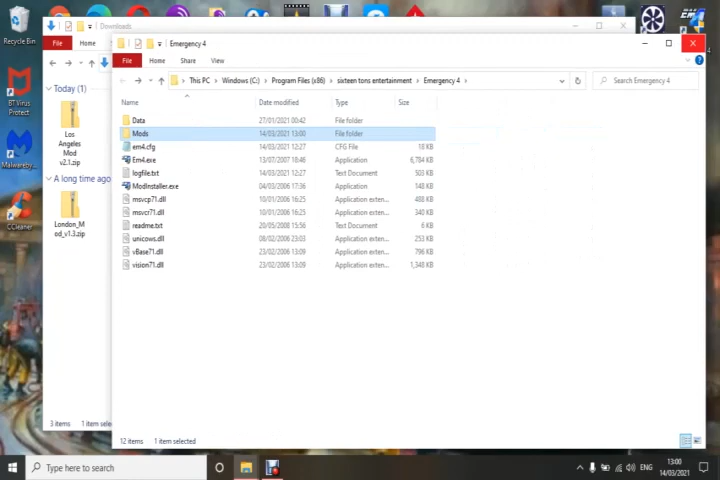 Recycle Bin
BT Virus
Protect
Malwareby...
CCleaner
Downloads
File
Home
Today (1)
Los
Angeles
Mod
v2.1.zip
A long time ago
London_M
od_v1.3.zip
3 items
1 item sele
Emergency 4
File
Home
Share
View
This PC
Windows (C:)
Program Files (x86)
sixteen tons entertainment
Emergency 4
Search Emergency 4
Name
Date modified
Type
Size
Data 27/01/2021 00:42 File folder
Mods 14/03/2021 13:00 File folder
em4.cfg 14/03/2021 12:27 CFG File 18 KB
Em4.exe 13/07/2007 18:46 Application 6,784 KB
logfile.txt 14/03/2021 12:27 Text Document 503 KB
ModInstaller.exe 04/03/2006 17:36 Application 148 KB
msvcp71.dll 10/01/2006 16:25 Application exten... 488 KB
msvcr71.dll 10/01/2006 16:25 Application exten... 340 KB
readme.txt 20/05/2008 15:56 Text Document 6 KB
unicows.dll 08/02/2006 23:03 Application exten... 253 KB
vBase71.dll 23/02/2006 13:09 Application exten... 796 KB
vision71.dll 23/02/2006 13:09 Application exten... 1,348 KB
12 items
1 item selected
Type here to search
ENG
13:00
14/03/2021